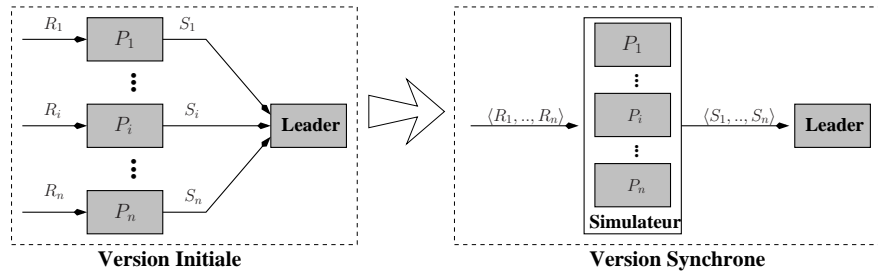 R₁
P₁
S₁
Rᵢ
Pᵢ
Sᵢ
Leader
Rₙ
Pₙ
Sₙ
Version Initiale
⟨R₁, .., Rₙ⟩
P₁
Pᵢ
Pₙ
Simulateur
⟨S₁, .., Sₙ⟩
Leader
Version Synchrone